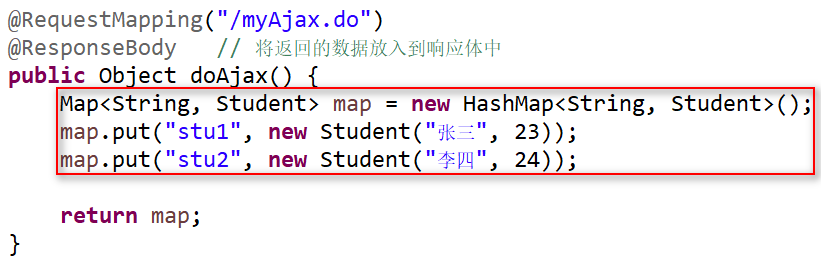 @RequestMapping("/myAjax.do")
@ResponseBody   // 将返回的数据放入到响应体中
public Object doAjax() {
    Map<String, Student> map = new HashMap<String, Student>();
    map.put("stu1", new Student("张三", 23));
    map.put("stu2", new Student("李四", 24));
    return map;
}